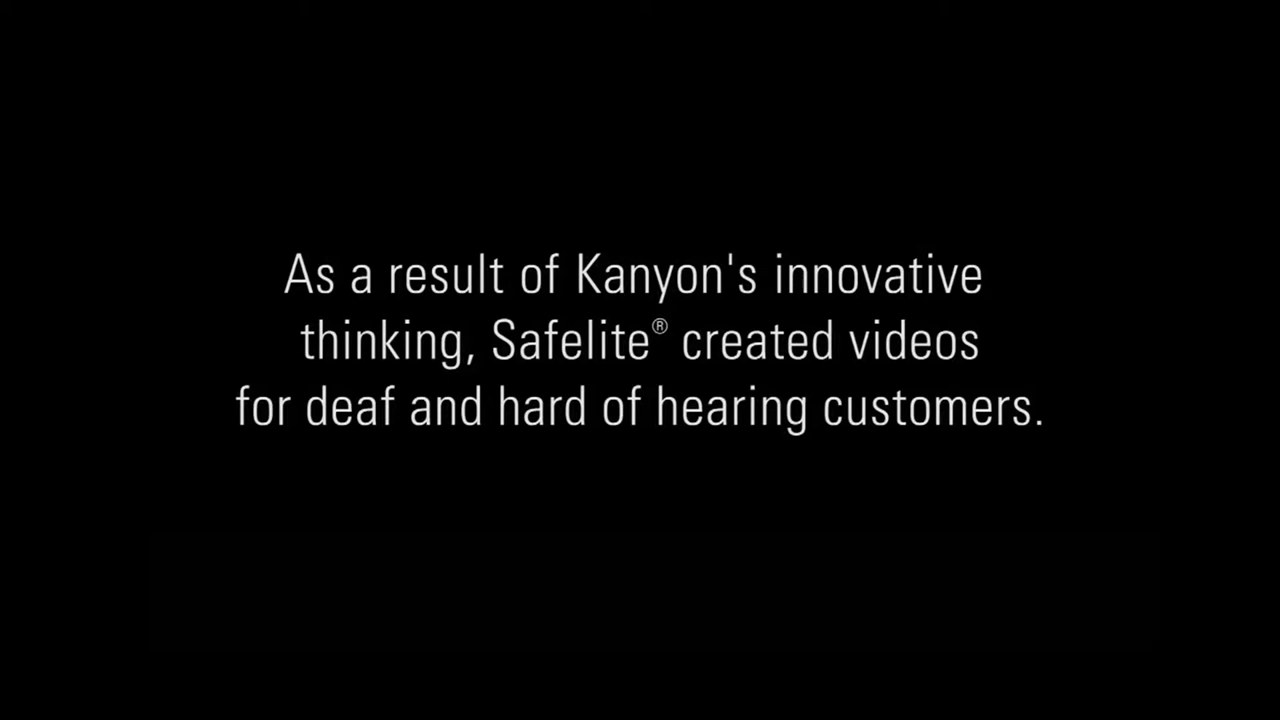 As a result of Kanyon's innovative
thinking, Safelite® created videos
for deaf and hard of hearing customers.